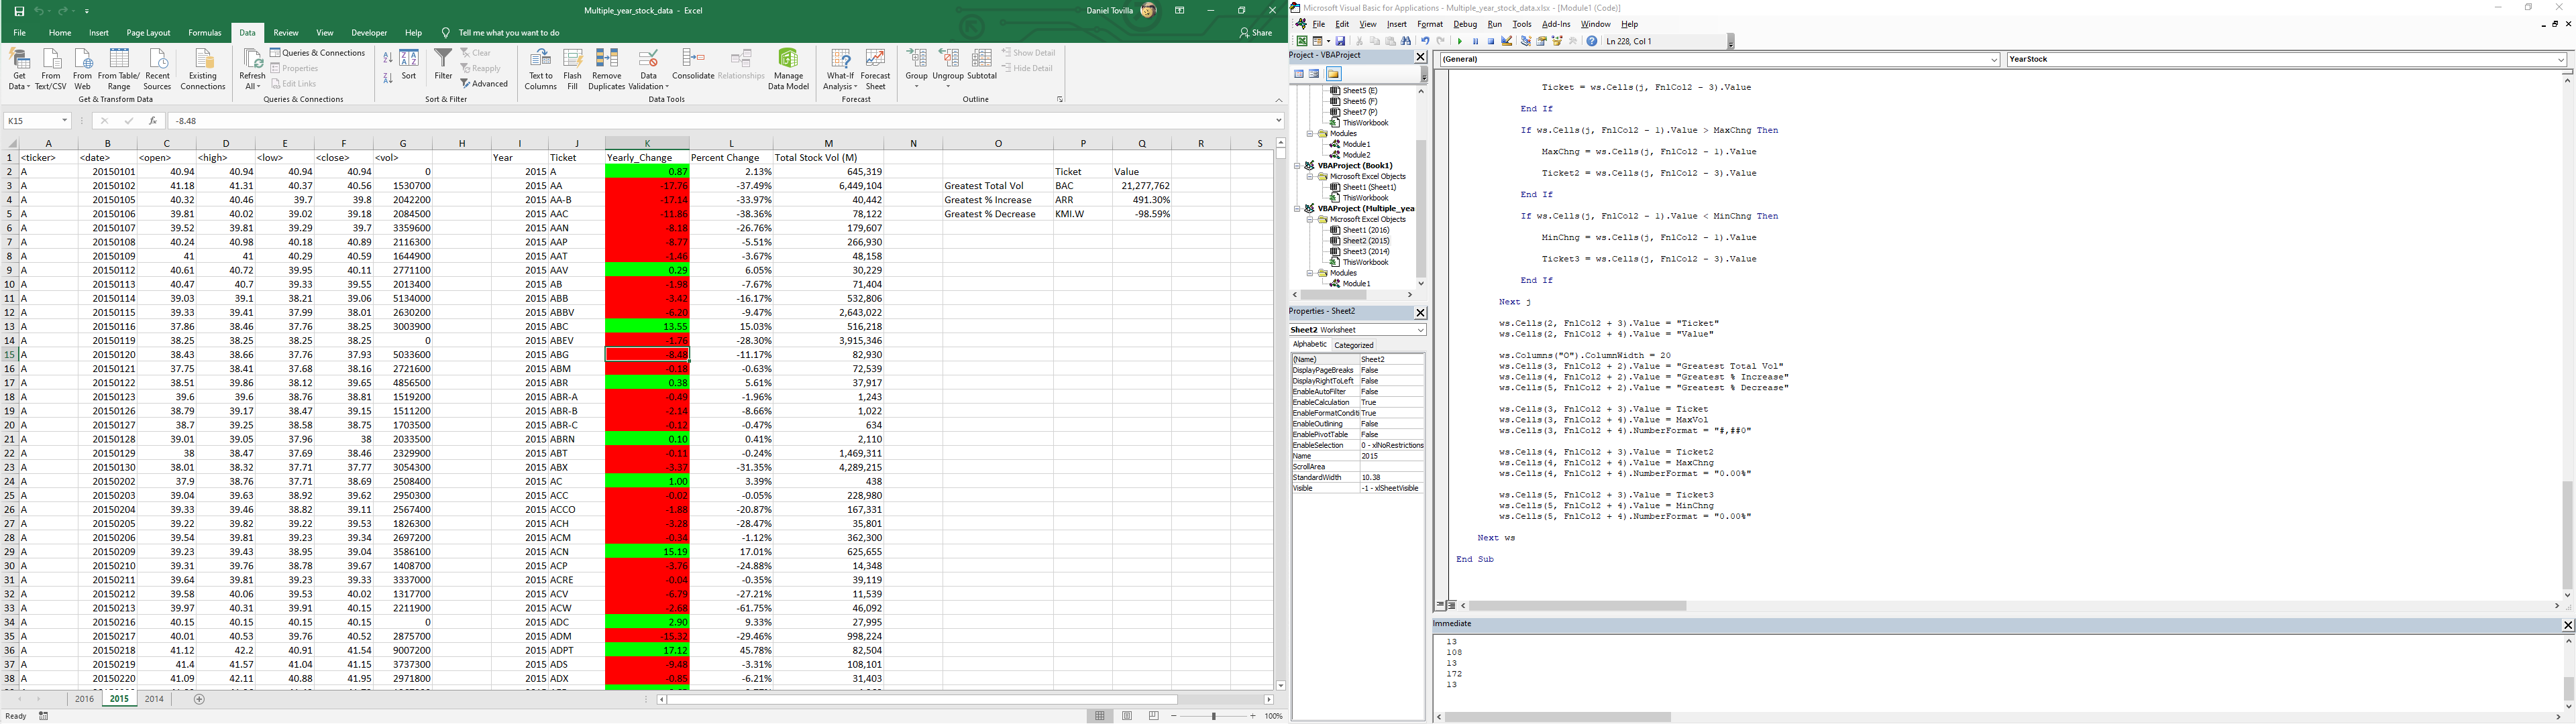 Multiple_year_stock_data - Excel
Daniel Tovilla
File Home Insert Page Layout Formulas Data Review View Developer Help Tell me what you want to do Share
Get Data From Text/CSV From Web From Table/Range Recent Sources Existing Connections
Get & Transform Data
Refresh All Queries & Connections Properties Edit Links
Queries & Connections
Sort Filter Clear Reapply Advanced
Sort & Filter
Text to Columns Flash Fill Remove Duplicates Data Validation Consolidate Relationships Manage Data Model
Data Tools
What-If Analysis Forecast Sheet
Forecast
Group Ungroup Subtotal Show Detail Hide Detail
Outline
K15 fx -8.48
A B C D E F G H I J K L M N O P Q R S
1 <ticker> <date> <open> <high> <low> <close> <vol> Year Ticket Yearly_Change Percent Change Total Stock Vol (M)
2 A 20150101 40.94 40.94 40.94 40.94 0 2015 A 0.87 2.13% 645,319 Ticket Value
3 A 20150102 41.18 41.31 40.37 40.56 1530700 2015 AA -17.76 -37.49% 6,449,104 Greatest Total Vol BAC 21,277,762
4 A 20150105 40.32 40.46 39.7 39.8 2042200 2015 AA-B -17.14 -33.97% 40,442 Greatest % Increase ARR 491.30%
5 A 20150106 39.81 40.02 39.02 39.18 2084500 2015 AAC -11.86 -38.36% 78,122 Greatest % Decrease KMI.W -98.59%
6 A 20150107 39.52 39.81 39.29 39.7 3359600 2015 AAN -8.18 -26.76% 179,607
7 A 20150108 40.24 40.98 40.18 40.89 2116300 2015 AAP -8.77 -5.51% 266,930
8 A 20150109 41 41 40.29 40.59 1644900 2015 AAT -1.46 -3.67% 48,158
9 A 20150112 40.61 40.72 39.95 40.11 2771100 2015 AAV 0.29 6.05% 30,229
10 A 20150113 40.47 40.7 39.33 39.55 2013400 2015 AB -1.98 -7.67% 71,404
11 A 20150114 39.03 39.1 38.21 39.06 5134000 2015 ABB -3.42 -16.17% 532,806
12 A 20150115 39.33 39.41 37.99 38.01 2630200 2015 ABBV -6.20 -9.47% 2,643,022
13 A 20150116 37.86 38.46 37.76 38.25 3003900 2015 ABC 13.55 15.03% 516,218
14 A 20150119 38.25 38.25 38.25 38.25 0 2015 ABEV -1.76 -28.30% 3,915,346
15 A 20150120 38.43 38.66 37.76 37.93 5033600 2015 ABG -8.48 -11.17% 82,930
16 A 20150121 37.75 38.41 37.68 38.16 2721600 2015 ABM -0.18 -0.63% 72,539
17 A 20150122 38.51 39.86 38.12 39.65 4856500 2015 ABR 0.38 5.61% 37,917
18 A 20150123 39.6 39.6 38.76 38.81 1519200 2015 ABR-A -0.49 -1.96% 1,243
19 A 20150126 38.79 39.17 38.47 39.15 1511200 2015 ABR-B -2.14 -8.66% 1,022
20 A 20150127 38.7 39.25 38.58 38.75 1703500 2015 ABR-C -0.12 -0.47% 634
21 A 20150128 39.01 39.05 37.96 38 2033500 2015 ABRN 0.10 0.41% 2,110
22 A 20150129 38 38.47 37.69 38.46 2329900 2015 ABT -0.11 -0.24% 1,469,311
23 A 20150130 38.01 38.32 37.71 37.77 3054300 2015 ABX -3.37 -31.35% 4,289,215
24 A 20150202 37.9 38.76 37.71 38.69 2508400 2015 AC 1.00 3.39% 438
25 A 20150203 39.04 39.63 38.92 39.62 2950300 2015 ACC -0.02 -0.05% 228,980
26 A 20150204 39.33 39.46 38.82 39.11 2567400 2015 ACCO -1.88 -20.87% 167,331
27 A 20150205 39.22 39.82 39.22 39.53 1826300 2015 ACH -3.28 -28.47% 35,801
28 A 20150206 39.54 39.81 39.23 39.34 2697200 2015 ACM -0.34 -1.12% 362,300
29 A 20150209 39.23 39.43 38.95 39.04 3586100 2015 ACN 15.19 17.01% 625,655
30 A 20150210 39.31 39.76 38.78 39.67 1408700 2015 ACP -3.76 -24.88% 14,348
31 A 20150211 39.64 39.81 39.23 39.33 3337000 2015 ACRE -0.04 -0.35% 39,119
32 A 20150212 39.58 40.06 39.53 40.02 1317700 2015 ACV -6.79 -27.21% 11,539
33 A 20150213 39.97 40.31 39.91 40.15 2211900 2015 ACW -2.68 -61.75% 46,092
34 A 20150216 40.15 40.15 40.15 40.15 0 2015 ADC 2.90 9.33% 27,995
35 A 20150217 40.01 40.53 39.76 40.52 2875700 2015 ADM -15.32 -29.46% 998,224
36 A 20150218 41.12 42.2 40.91 41.54 9007200 2015 ADPT 17.12 45.78% 82,504
37 A 20150219 41.4 41.57 41.04 41.15 3737300 2015 ADS -9.48 -3.31% 108,101
38 A 20150220 41.09 42.11 40.88 41.95 2971800 2015 ADX -0.85 -6.21% 31,403
2016 2015 2014
Ready 100%
Microsoft Visual Basic for Applications - Multiple_year_stock_data.xlsx - [Module1 (Code)]
File Edit View Insert Format Debug Run Tools Add-Ins Window Help
Ln 228, Col 1
Project - VBAProject
Sheet5 (E)
Sheet6 (F)
Sheet7 (P)
ThisWorkbook
Modules
Module1
Module2
VBAProject (Book1)
Microsoft Excel Objects
Sheet1 (Sheet1)
ThisWorkbook
VBAProject (Multiple_yea
Microsoft Excel Objects
Sheet1 (2016)
Sheet2 (2015)
Sheet3 (2014)
ThisWorkbook
Modules
Module1
Properties - Sheet2
Sheet2 Worksheet
Alphabetic Categorized
(Name) Sheet2
DisplayPageBreaks False
DisplayRightToLeft False
EnableAutoFilter False
EnableCalculation True
EnableFormatConditi True
EnableOutlining False
EnablePivotTable False
EnableSelection 0 - xlNoRestrictions
Name 2015
ScrollArea
StandardWidth 10.38
Visible -1 - xlSheetVisible
(General) YearStock
Ticket = ws.Cells(j, FnlCol2 - 3).Value
End If
If ws.Cells(j, FnlCol2 - 1).Value > MaxChng Then
MaxChng = ws.Cells(j, FnlCol2 - 1).Value
Ticket2 = ws.Cells(j, FnlCol2 - 3).Value
End If
If ws.Cells(j, FnlCol2 - 1).Value < MinChng Then
MinChng = ws.Cells(j, FnlCol2 - 1).Value
Ticket3 = ws.Cells(j, FnlCol2 - 3).Value
End If
Next j
ws.Cells(2, FnlCol2 + 3).Value = "Ticket"
ws.Cells(2, FnlCol2 + 4).Value = "Value"
ws.Columns("O").ColumnWidth = 20
ws.Cells(3, FnlCol2 + 2).Value = "Greatest Total Vol"
ws.Cells(4, FnlCol2 + 2).Value = "Greatest % Increase"
ws.Cells(5, FnlCol2 + 2).Value = "Greatest % Decrease"
ws.Cells(3, FnlCol2 + 3).Value = Ticket
ws.Cells(3, FnlCol2 + 4).Value = MaxVol
ws.Cells(3, FnlCol2 + 4).NumberFormat = "#,##0"
ws.Cells(4, FnlCol2 + 3).Value = Ticket2
ws.Cells(4, FnlCol2 + 4).Value = MaxChng
ws.Cells(4, FnlCol2 + 4).NumberFormat = "0.00%"
ws.Cells(5, FnlCol2 + 3).Value = Ticket3
ws.Cells(5, FnlCol2 + 4).Value = MinChng
ws.Cells(5, FnlCol2 + 4).NumberFormat = "0.00%"
Next ws
End Sub
Immediate
13
108
13
172
13